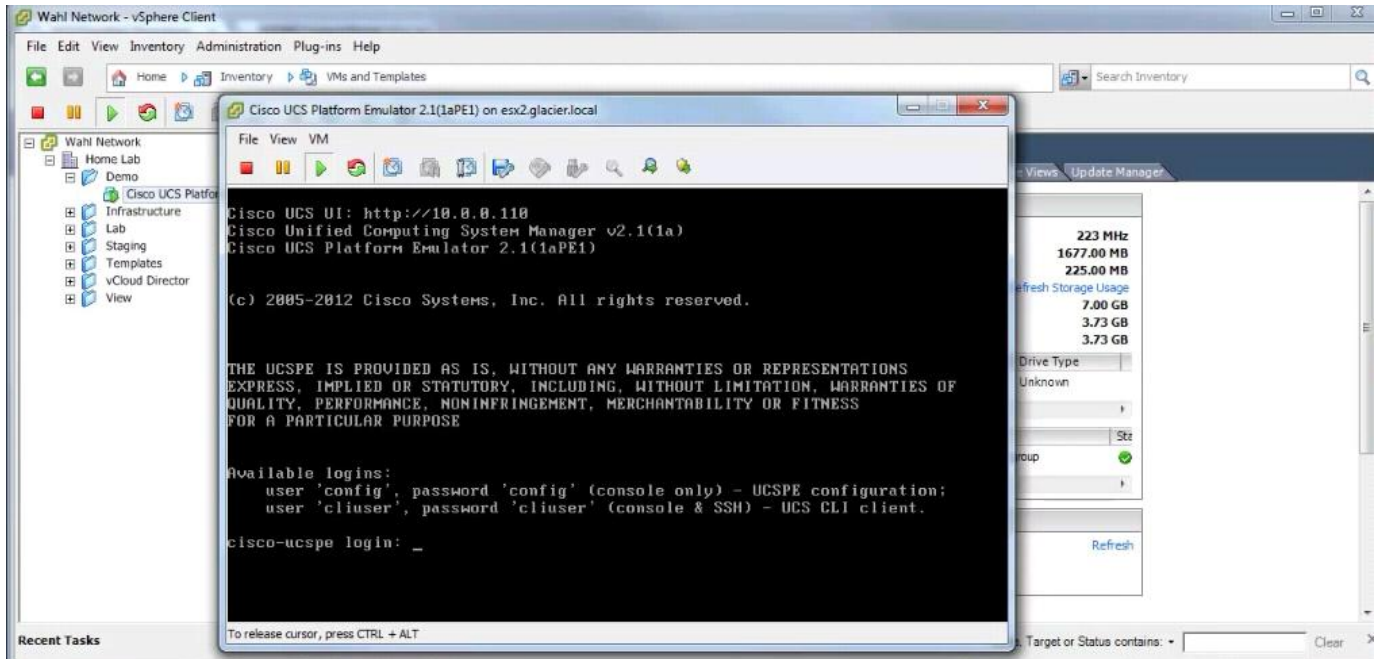 Wahl Network - vSphere Client
File Edit View Inventory Administration Plug-ins Help
Home Inventory VMs and Templates
Search Inventory
Cisco UCS Platform Emulator 2.1(1aPE1) on esx2.glacier.local
File View VM
Wahl Network
Home Lab
Demo
Cisco UCS Platfor
Infrastructure
Lab
Staging
Templates
vCloud Director
View
Cisco UCS UI: http://10.0.0.110
Cisco Unified Computing System Manager v2.1(1a)
Cisco UCS Platform Emulator 2.1(1aPE1)
(c) 2005-2012 Cisco Systems, Inc. All rights reserved.
THE UCSPE IS PROVIDED AS IS, WITHOUT ANY WARRANTIES OR REPRESENTATIONS
EXPRESS, IMPLIED OR STATUTORY, INCLUDING, WITHOUT LIMITATION, WARRANTIES OF
QUALITY, PERFORMANCE, NONINFRINGEMENT, MERCHANTABILITY OR FITNESS
FOR A PARTICULAR PURPOSE
Available logins:
user 'config', password 'config' (console only) - UCSPE configuration;
user 'cliuser', password 'cliuser' (console & SSH) - UCS CLI client.
cisco-ucspe login: _
To release cursor, press CTRL + ALT
Views Update Manager
223 MHz
1677.00 MB
225.00 MB
efresh Storage Usage
7.00 GB
3.73 GB
3.73 GB
Drive Type
Unknown
Sta
roup
Refresh
Recent Tasks
, Target or Status contains:
Clear